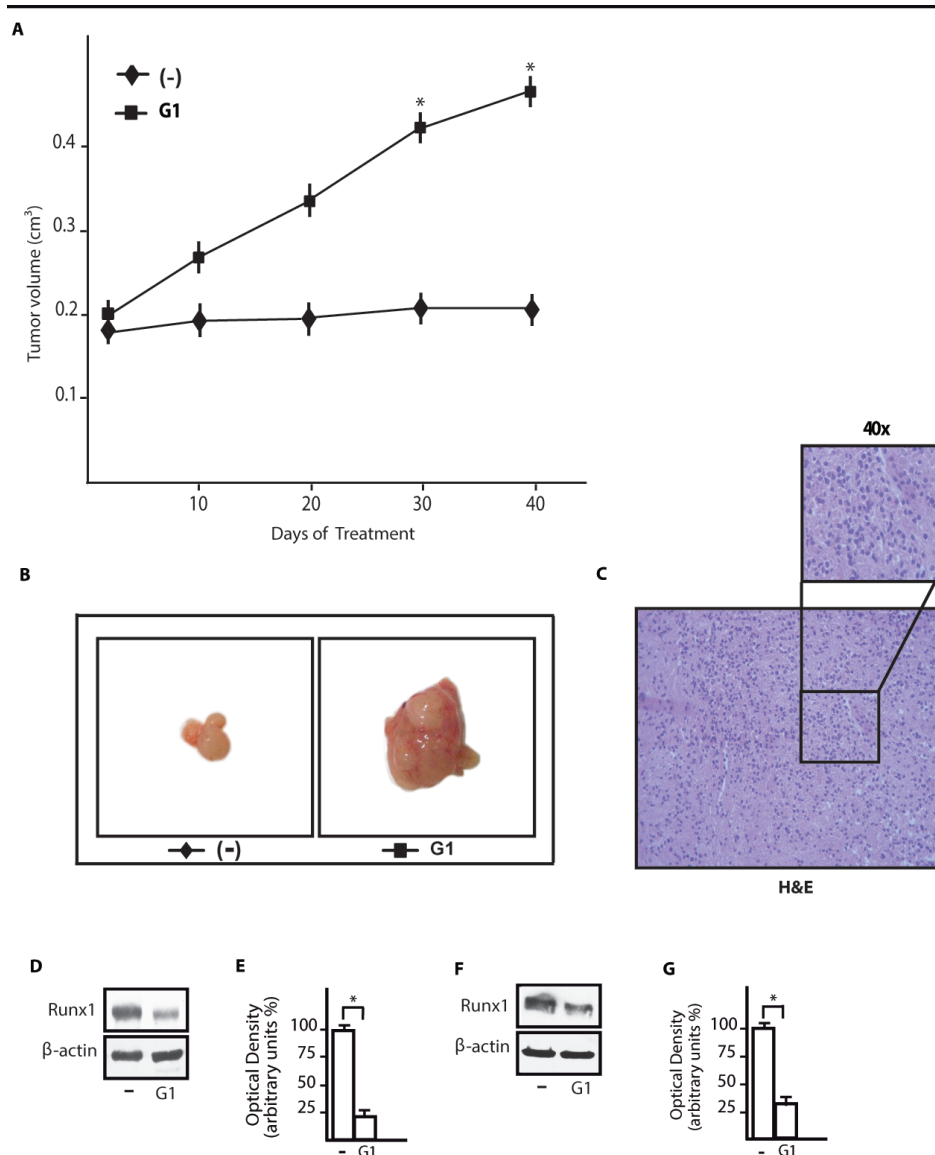 A
(-)
G1
*
*
0.4
0.3
0.2
0.1
Tumor volume (cm³)
10 20 30 40
Days of Treatment
B
(-)
G1
C
40x
H&E
D
Runx1
β-actin
– G1
E
Optical Density
(arbitrary units %)
*
100
75
50
25
- G1
F
Runx1
β-actin
– G1
G
Optical Density
(arbitrary units %)
*
100
75
50
25
- G1